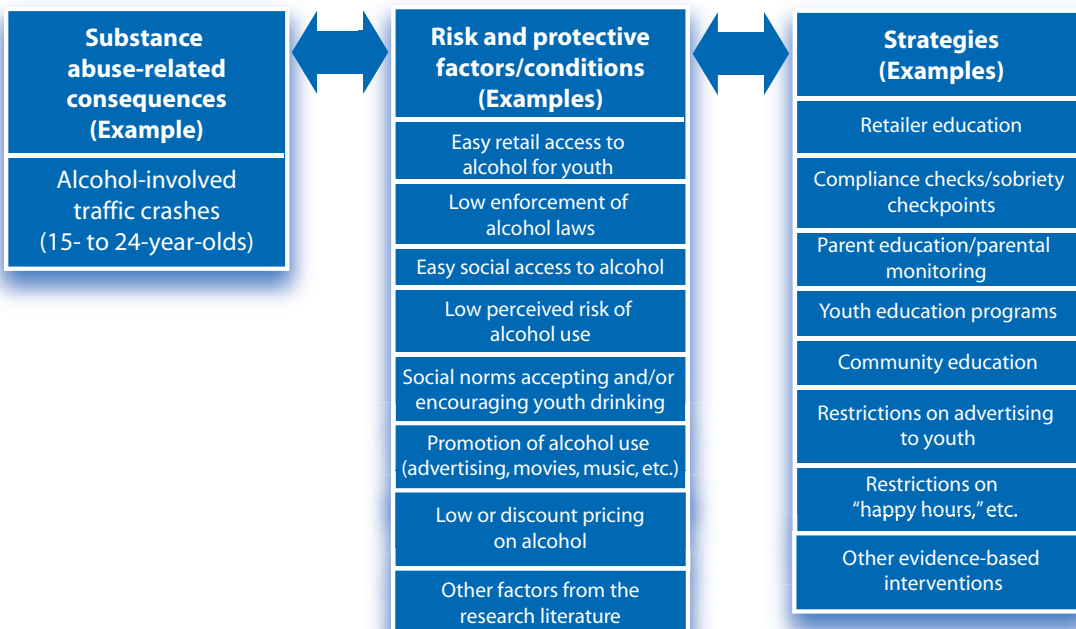 Substance
abuse-related
consequences
(Example)
Alcohol-involved
traffic crashes
(15- to 24-year-olds)
Risk and protective
factors/conditions
(Examples)
Easy retail access to
alcohol for youth
Low enforcement of
alcohol laws
Easy social access to alcohol
Low perceived risk of
alcohol use
Social norms accepting and/or
encouraging youth drinking
Promotion of alcohol use
(advertising, movies, music, etc.)
Low or discount pricing
on alcohol
Other factors from the
research literature
Strategies
(Examples)
Retailer education
Compliance checks/sobriety
checkpoints
Parent education/parental
monitoring
Youth education programs
Community education
Restrictions on advertising
to youth
Restrictions on
“happy hours,” etc.
Other evidence-based
interventions